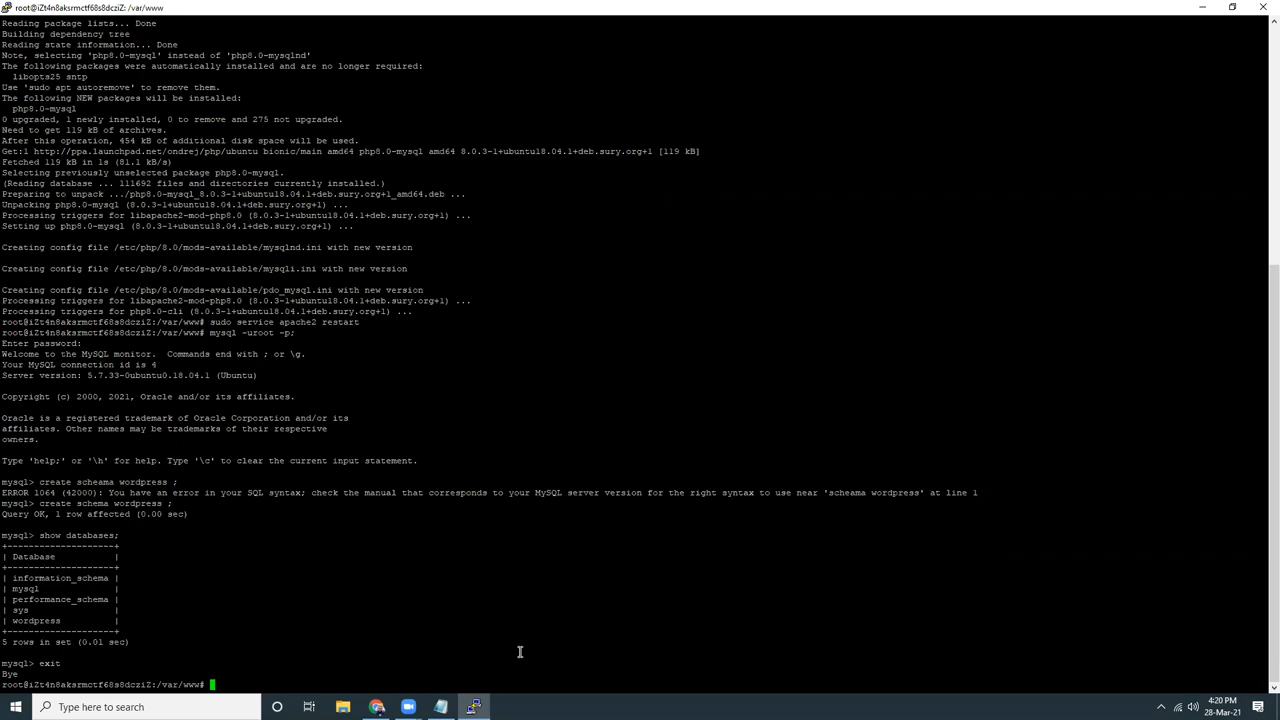 root@iZt4n8aksrmctf68s8dcziZ: /var/www
Reading package lists... Done
Building dependency tree
Reading state information... Done
Note, selecting 'php8.0-mysql' instead of 'php8.0-mysqlnd'
The following packages were automatically installed and are no longer required:
  libopts25 sntp
Use 'sudo apt autoremove' to remove them.
The following NEW packages will be installed:
  php8.0-mysql
0 upgraded, 1 newly installed, 0 to remove and 275 not upgraded.
Need to get 119 kB of archives.
After this operation, 454 kB of additional disk space will be used.
Get:1 http://ppa.launchpad.net/ondrej/php/ubuntu bionic/main amd64 php8.0-mysql amd64 8.0.3-1+ubuntu18.04.1+deb.sury.org+1 [119 kB]
Fetched 119 kB in 1s (81.1 kB/s)
Selecting previously unselected package php8.0-mysql.
(Reading database ... 111692 files and directories currently installed.)
Preparing to unpack .../php8.0-mysql_8.0.3-1+ubuntu18.04.1+deb.sury.org+1_amd64.deb ...
Unpacking php8.0-mysql (8.0.3-1+ubuntu18.04.1+deb.sury.org+1) ...
Processing triggers for libapache2-mod-php8.0 (8.0.3-1+ubuntu18.04.1+deb.sury.org+1) ...
Setting up php8.0-mysql (8.0.3-1+ubuntu18.04.1+deb.sury.org+1) ...
Creating config file /etc/php/8.0/mods-available/mysqlnd.ini with new version
Creating config file /etc/php/8.0/mods-available/mysqli.ini with new version
Creating config file /etc/php/8.0/mods-available/pdo_mysql.ini with new version
Processing triggers for libapache2-mod-php8.0 (8.0.3-1+ubuntu18.04.1+deb.sury.org+1) ...
Processing triggers for php8.0-cli (8.0.3-1+ubuntu18.04.1+deb.sury.org+1) ...
root@iZt4n8aksrmctf68s8dcziZ:/var/www# sudo service apache2 restart
root@iZt4n8aksrmctf68s8dcziZ:/var/www# mysql -uroot -p;
Enter password:
Welcome to the MySQL monitor.  Commands end with ; or \g.
Your MySQL connection id is 4
Server version: 5.7.33-0ubuntu0.18.04.1 (Ubuntu)
Copyright (c) 2000, 2021, Oracle and/or its affiliates.
Oracle is a registered trademark of Oracle Corporation and/or its
affiliates. Other names may be trademarks of their respective
owners.
Type 'help;' or '\h' for help. Type '\c' to clear the current input statement.
mysql> create scheama wordpress ;
ERROR 1064 (42000): You have an error in your SQL syntax; check the manual that corresponds to your MySQL server version for the right syntax to use near 'scheama wordpress' at line 1
mysql> create schema wordpress ;
Query OK, 1 row affected (0.00 sec)
mysql> show databases;
+--------------------+
| Database           |
+--------------------+
| information_schema |
| mysql              |
| performance_schema |
| sys                |
| wordpress          |
+--------------------+
5 rows in set (0.01 sec)
mysql> exit
Bye
root@iZt4n8aksrmctf68s8dcziZ:/var/www#
Type here to search
4:20 PM
28-Mar-21